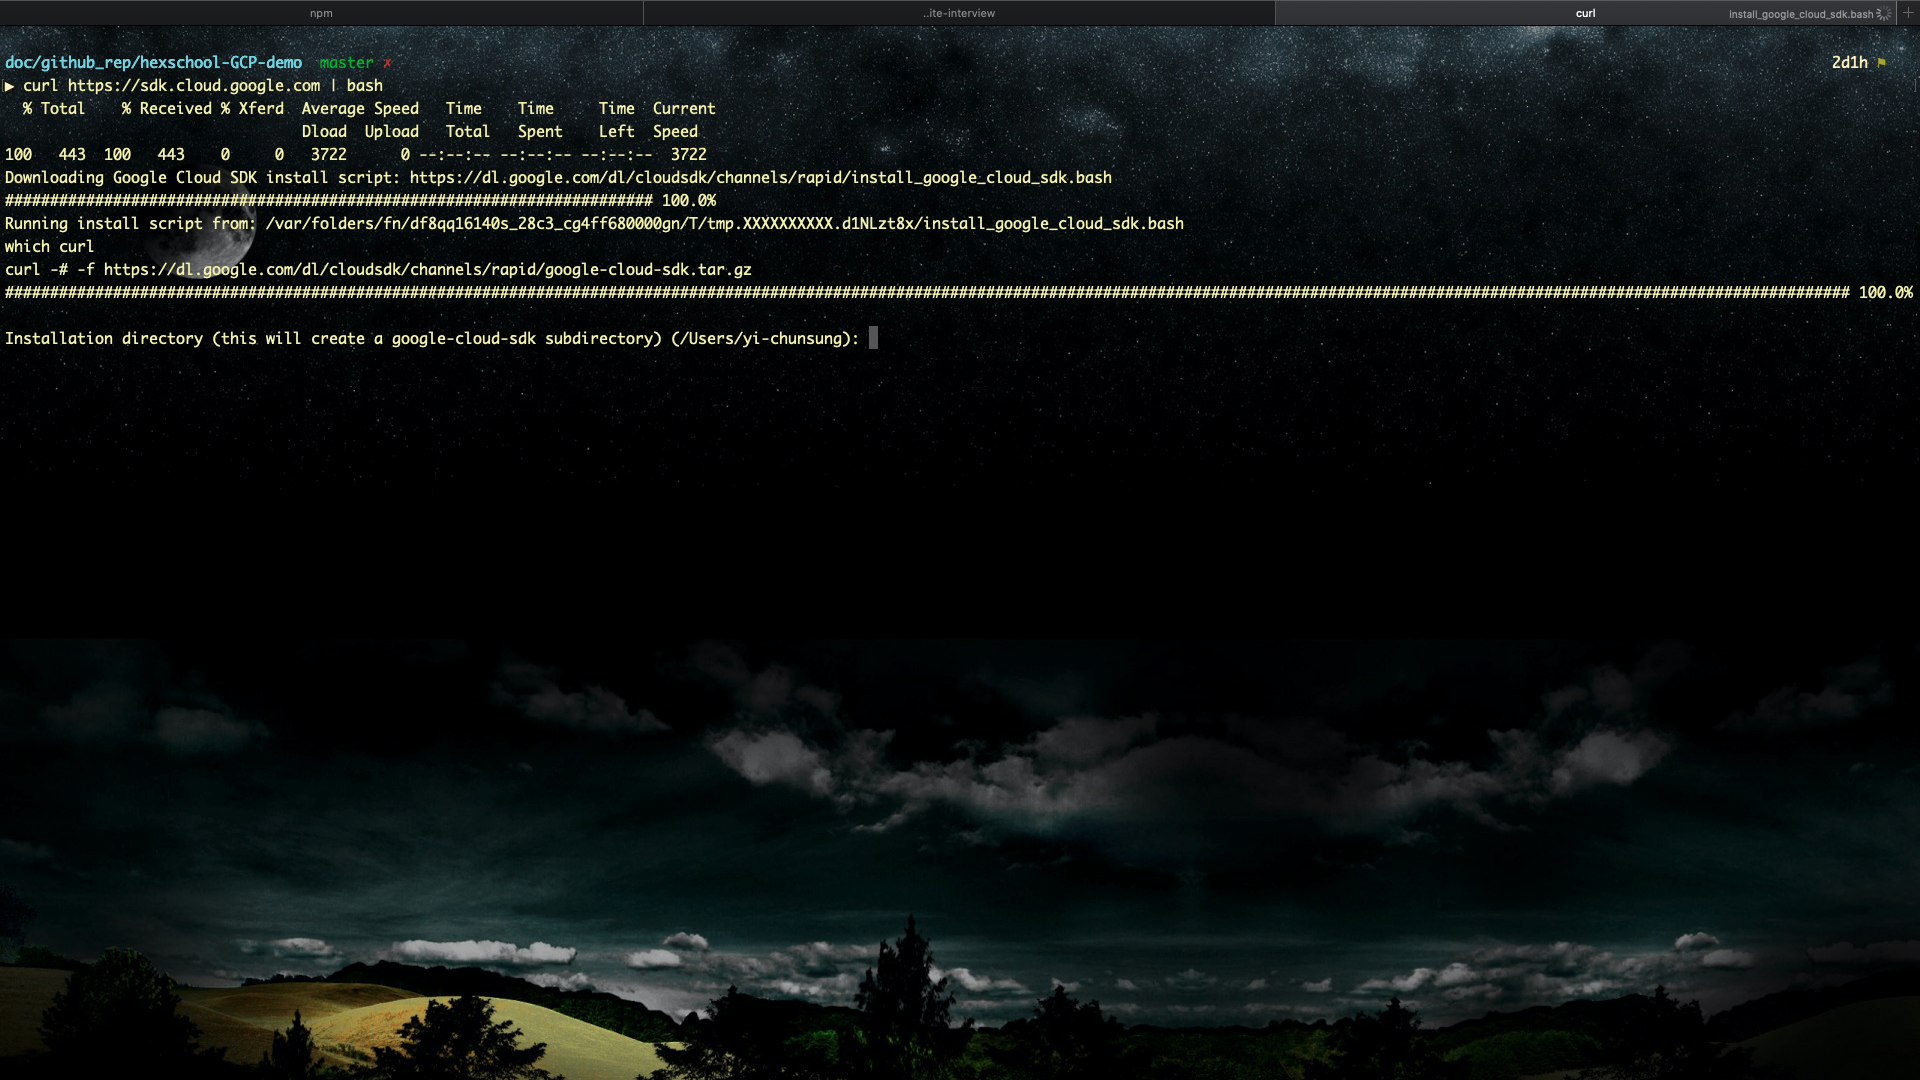 npm
..ite-interview
curl
install_google_cloud_sdk.bash
doc/github_rep/hexschool-GCP-demo master ✗ 2d1h
▶ curl https://sdk.cloud.google.com | bash
% Total % Received % Xferd Average Speed Time Time Time Current
Dload Upload Total Spent Left Speed
100 443 100 443 0 0 3722 0 --:--:-- --:--:-- --:--:-- 3722
Downloading Google Cloud SDK install script: https://dl.google.com/dl/cloudsdk/channels/rapid/install_google_cloud_sdk.bash
######################################################################## 100.0%
Running install script from: /var/folders/fn/df8qq16140s_28c3_cg4ff680000gn/T/tmp.XXXXXXXXXX.d1NLzt8x/install_google_cloud_sdk.bash
which curl
curl -# -f https://dl.google.com/dl/cloudsdk/channels/rapid/google-cloud-sdk.tar.gz
############################################################################################################################################################################################################# 100.0%
Installation directory (this will create a google-cloud-sdk subdirectory) (/Users/yi-chunsung):